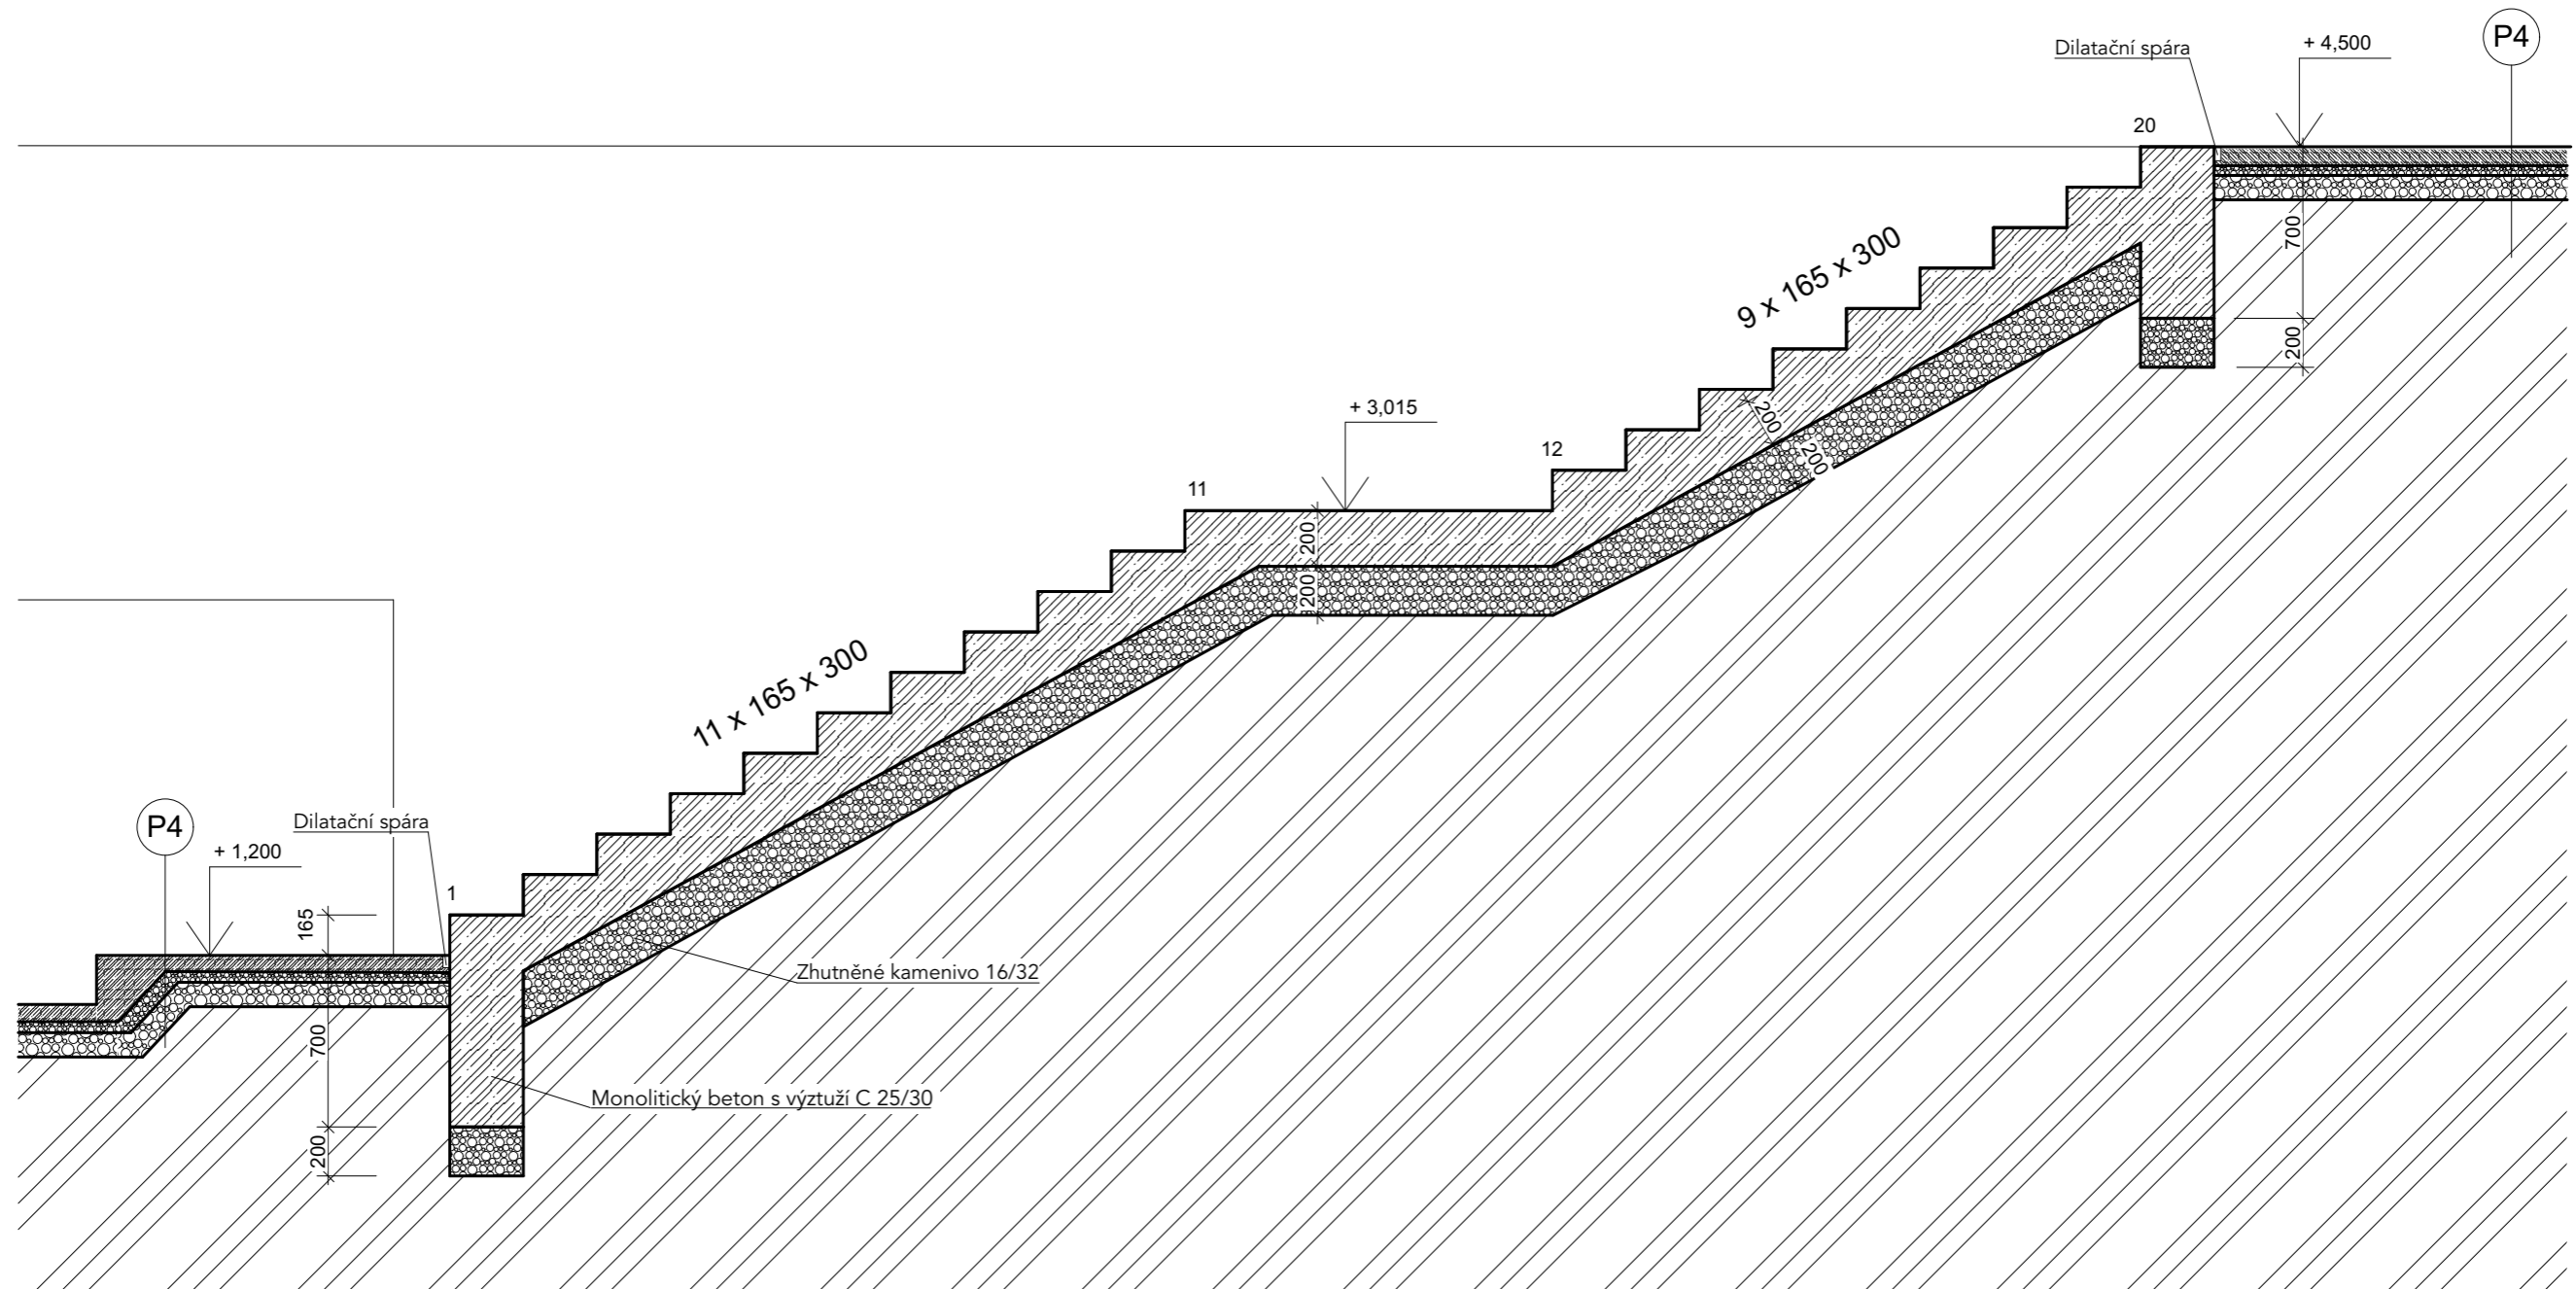 P4
Dilatační spára
+ 4,500
20
700
200
9 x 165 x 300
200
200
+ 3,015
12
11
200
200
11 x 165 x 300
P4
Dilatační spára
+ 1,200
1
165
Zhutněné kamenivo 16/32
700
Monolitický beton s výztuží C 25/30
200